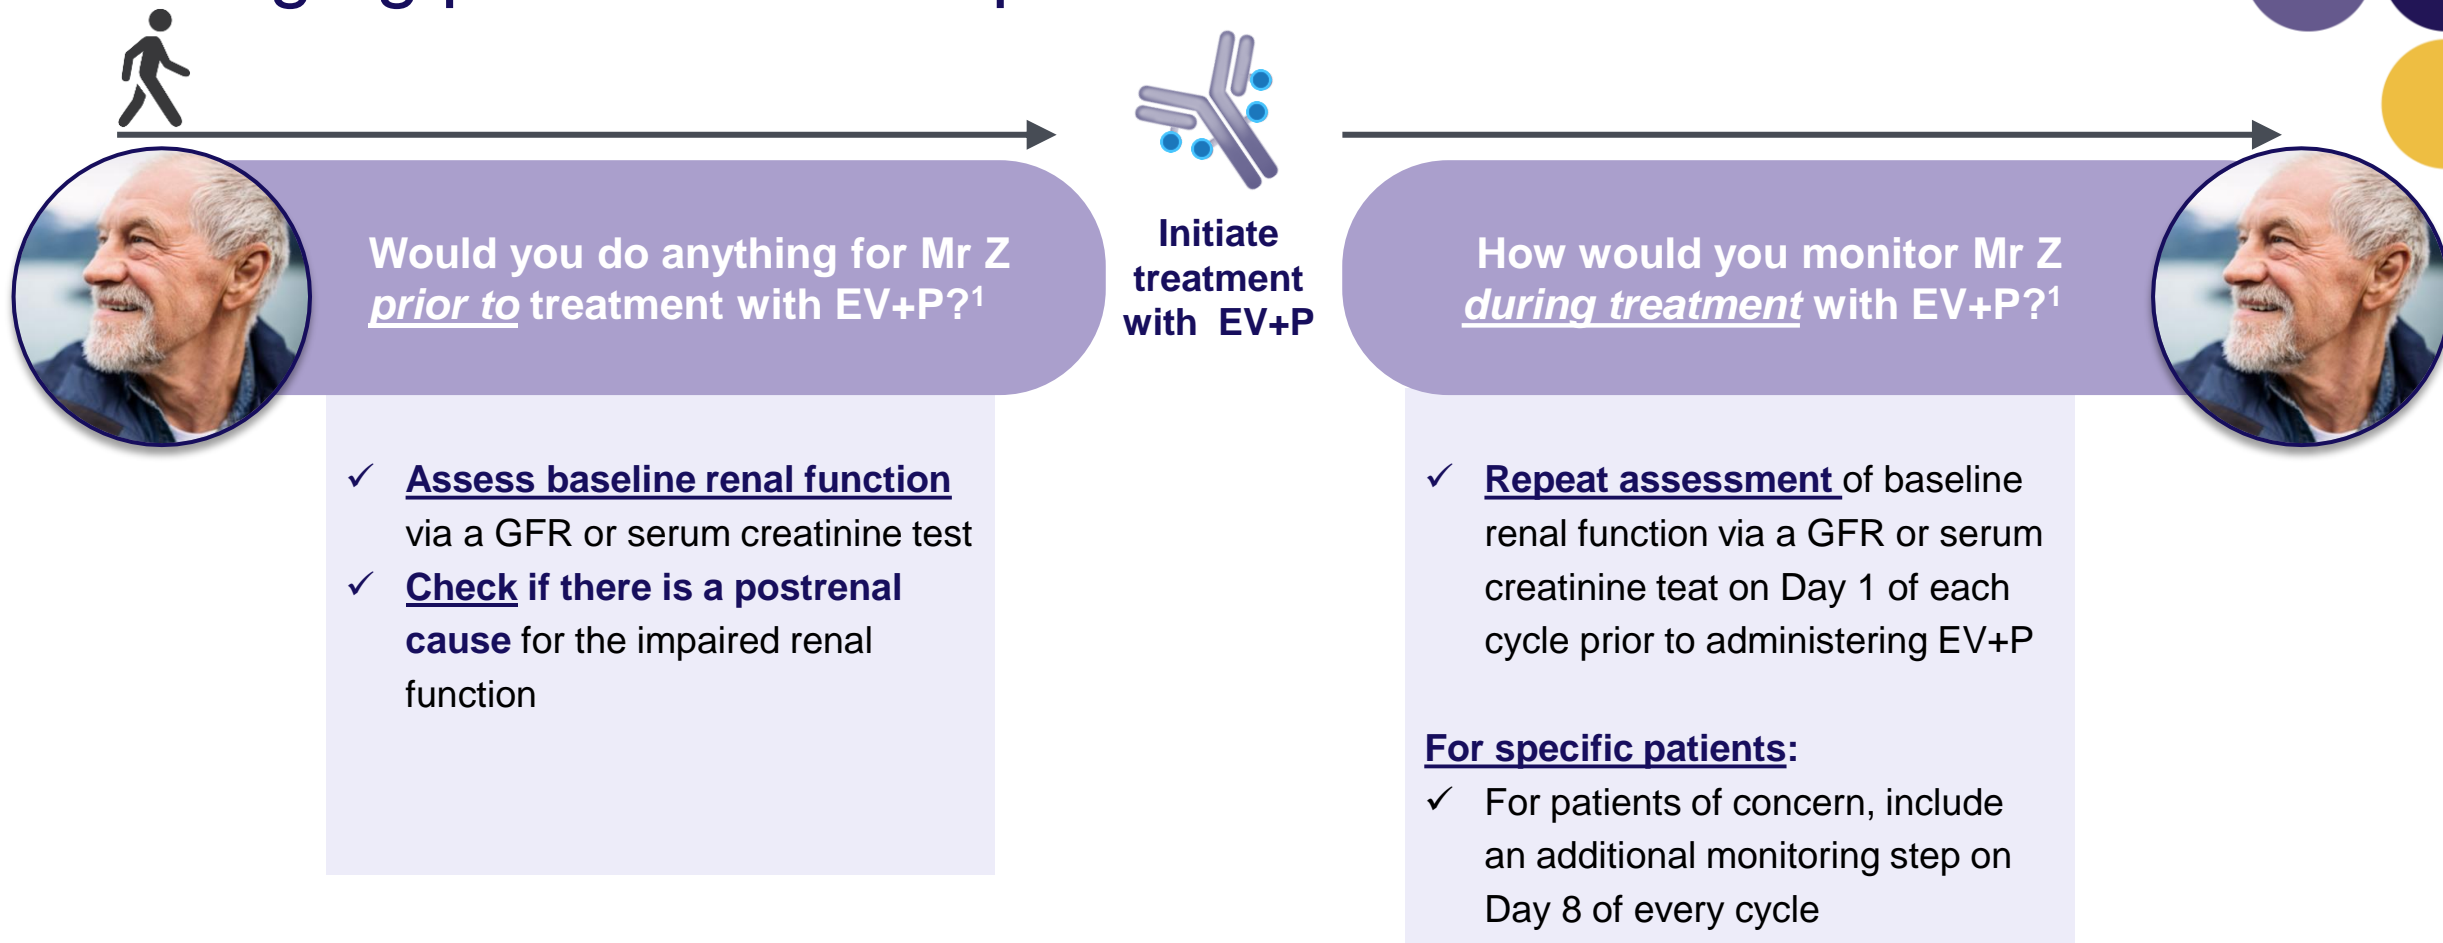 Would you do anything for Mr Z
prior to treatment with EV+P?¹
Initiate
treatment
with EV+P
How would you monitor Mr Z
during treatment with EV+P?¹
✓ Assess baseline renal function
via a GFR or serum creatinine test
✓ Check if there is a postrenal
cause for the impaired renal
function
✓ Repeat assessment of baseline
renal function via a GFR or serum
creatinine teat on Day 1 of each
cycle prior to administering EV+P
For specific patients:
✓ For patients of concern, include
an additional monitoring step on
Day 8 of every cycle